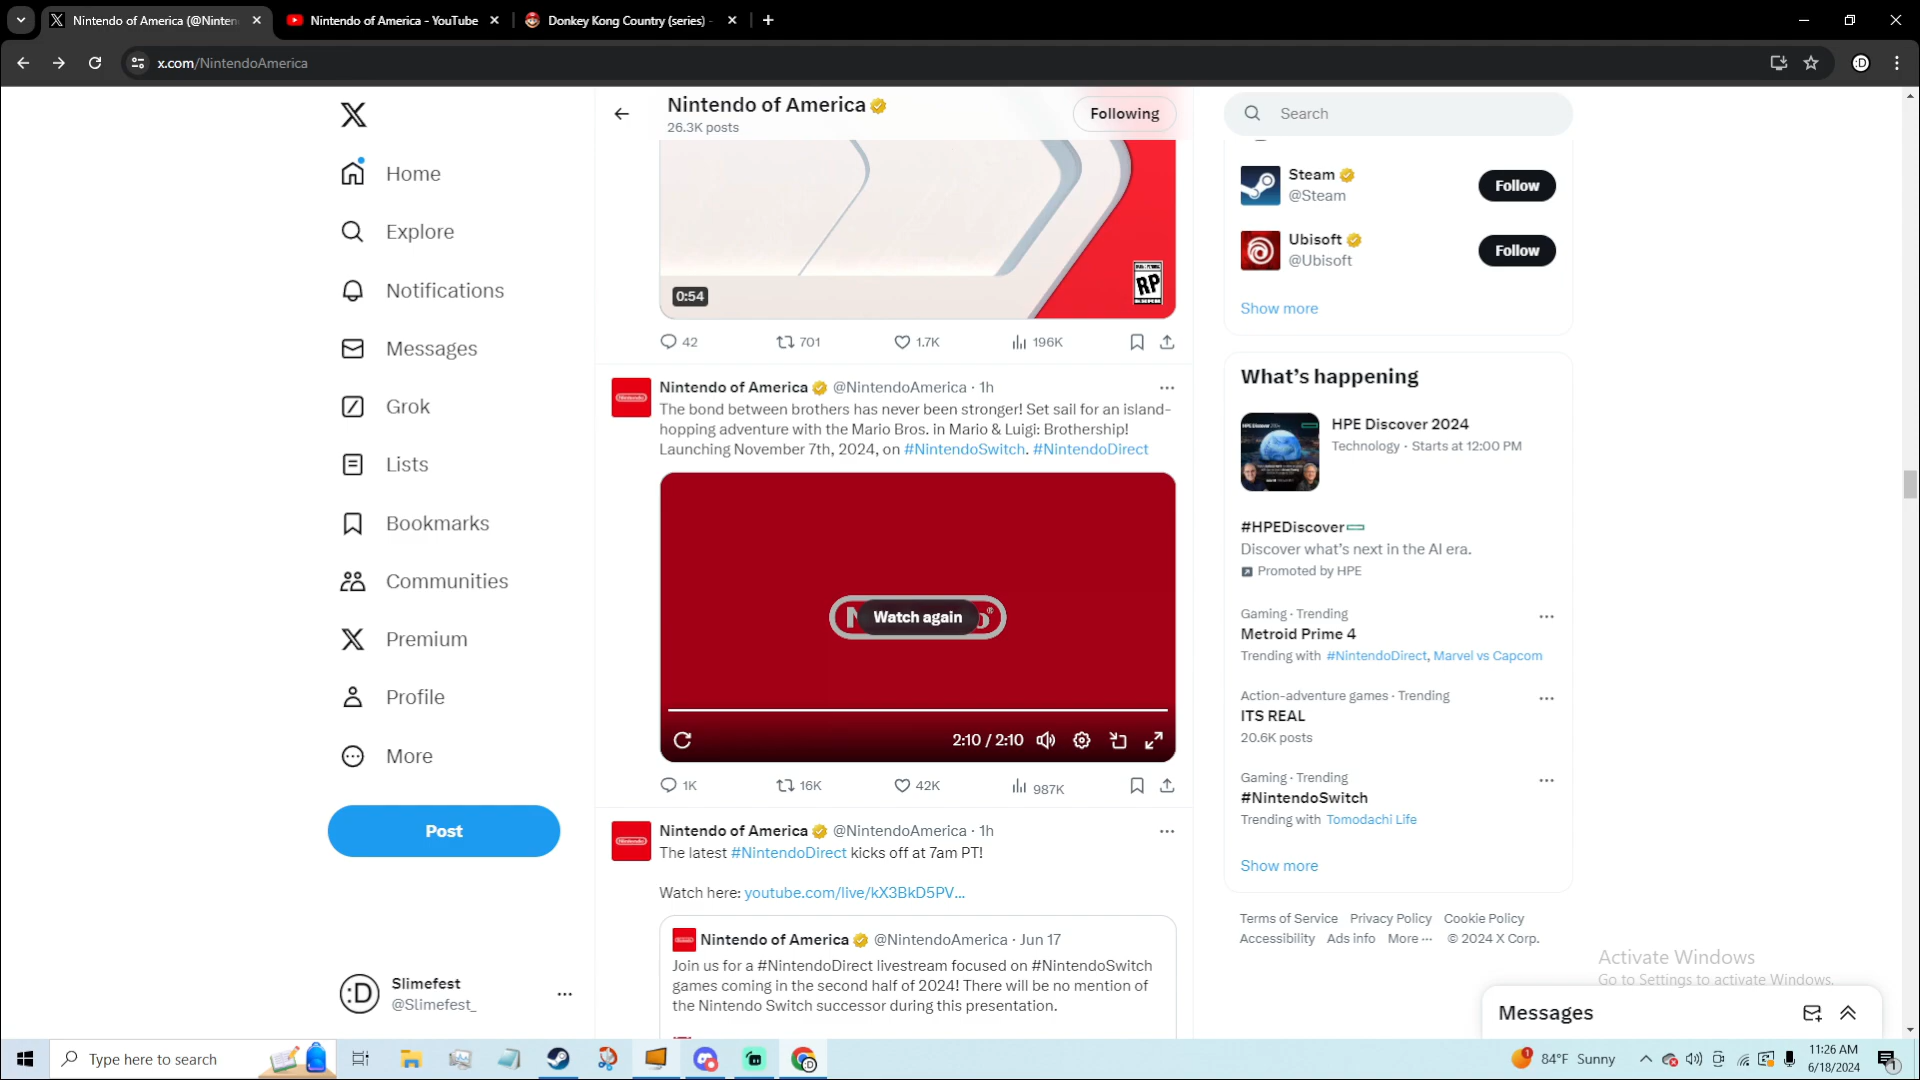 Nintendo of America (@Ninten
Nintendo of America - YouTube
Donkey Kong Country (series) -
x.com/NintendoAmerica
:D
Home
Explore
Notifications
Messages
Grok
Lists
Bookmarks
Communities
Premium
Profile
More
Post
:D
Slimefest
@Slimefest_
Nintendo of America
26.3K posts
Following
0:54
RP
42
701
1.7K
196K
Nintendo
Nintendo of America @NintendoAmerica · 1h
The bond between brothers has never been stronger! Set sail for an island-
hopping adventure with the Mario Bros. in Mario & Luigi: Brothership!
Launching November 7th, 2024, on #NintendoSwitch. #NintendoDirect
Watch again
2:10 / 2:10
1K
16K
42K
987K
Nintendo
Nintendo of America @NintendoAmerica · 1h
The latest #NintendoDirect kicks off at 7am PT!
Watch here: youtube.com/live/kX3BkD5PV…
Nintendo of America @NintendoAmerica · Jun 17
Join us for a #NintendoDirect livestream focused on #NintendoSwitch
games coming in the second half of 2024! There will be no mention of
the Nintendo Switch successor during this presentation.
Search
Steam
@Steam
Follow
Ubisoft
@Ubisoft
Follow
Show more
What's happening
HPE Discover 2024
Technology · Starts at 12:00 PM
#HPEDiscover
Discover what's next in the AI era.
Promoted by HPE
Gaming · Trending
Metroid Prime 4
Trending with #NintendoDirect, Marvel vs Capcom
Action-adventure games · Trending
ITS REAL
20.6K posts
Gaming · Trending
#NintendoSwitch
Trending with Tomodachi Life
Show more
Terms of Service Privacy Policy Cookie Policy
Accessibility Ads info More ··· © 2024 X Corp.
Activate Windows
Go to Settings to activate Windows.
Messages
Type here to search
1
84°F Sunny
11:26 AM
6/18/2024
1